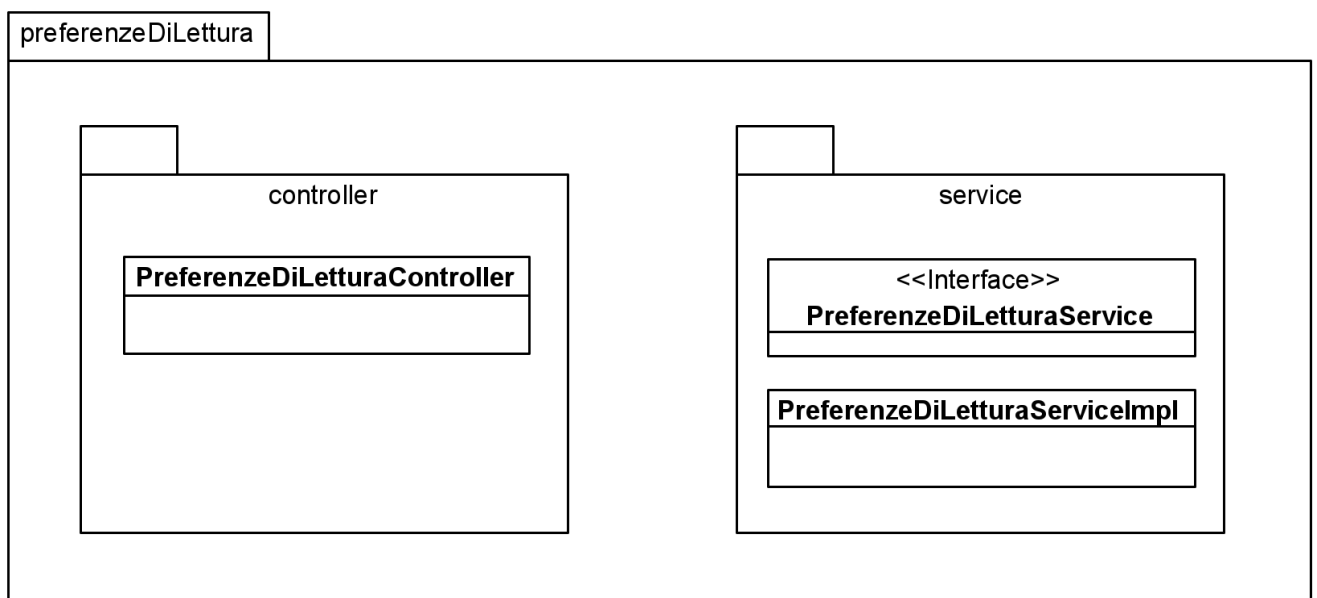 preferenzeDiLettura
controller
PreferenzeDiLetturaController
service
<<Interface>>
PreferenzeDiLetturaService
PreferenzeDiLetturaServiceImpl